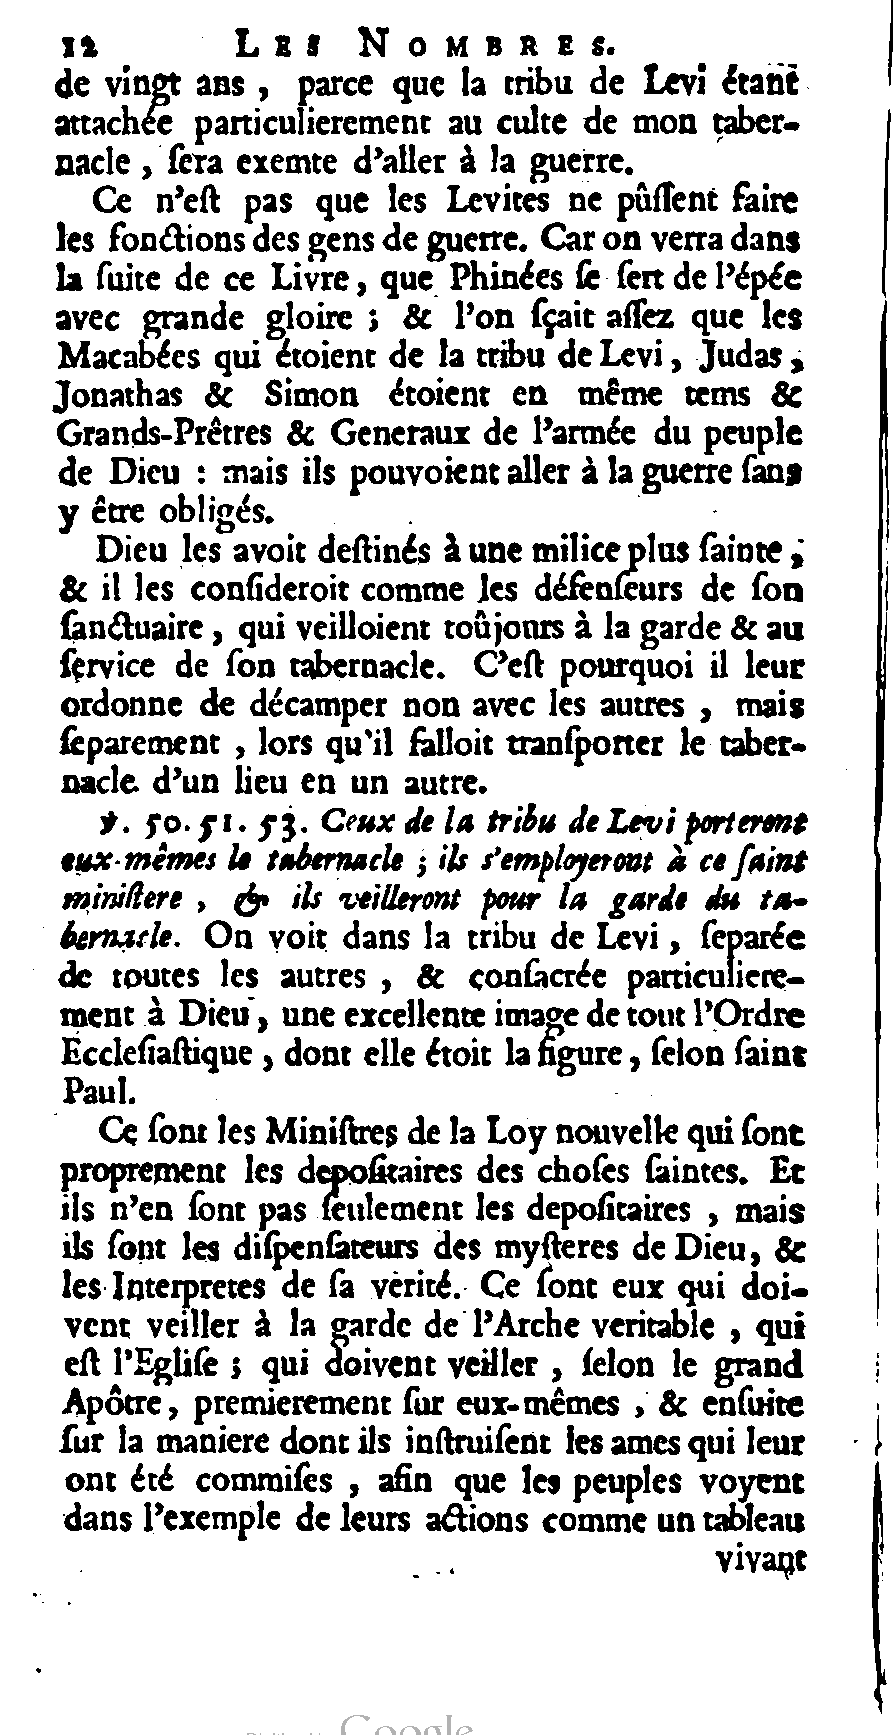 12 LES NOMBRES.
de vingt ans, parce que la tribu de Levi étant
attachée particulierement au culte de mon taber-
nacle, ſera exemte d'aller à la guerre.
Ce n'eſt pas que les Levites ne pûſſent faire
les fonctions des gens de guerre. Car on verra dans
la ſuite de ce Livre, que Phinées ſe ſert de l'épée
avec grande gloire ; & l'on ſçait aſſez que les
Macabées qui étoient de la tribu de Levi, Judas,
Jonathas & Simon étoient en même tems &
Grands-Prêtres & Generaux de l'armée du peuple
de Dieu : mais ils pouvoient aller à la guerre ſans
y être obligés.
Dieu les avoit deſtinés à une milice plus ſainte ;
& il les conſideroit comme les défenſeurs de ſon
ſanctuaire, qui veilloient toûjours à la garde & au
ſervice de ſon tabernacle. C'eſt pourquoi il leur
ordonne de décamper non avec les autres, mais
ſeparement, lors qu'il falloit tranſporter le taber-
nacle d'un lieu en un autre.
℣. 50. 51. 53. Ceux de la tribu de Levi porteront
eux-mêmes le tabernacle ; ils s'employeront à ce ſaint
miniſtere, & ils veilleront pour la garde du ta-
bernacle. On voit dans la tribu de Levi, ſeparée
de toutes les autres, & conſacrée particuliere-
ment à Dieu, une excellente image de tout l'Ordre
Eccleſiaſtique, dont elle étoit la figure, ſelon ſaint
Paul.
Ce ſont les Miniſtres de la Loy nouvelle qui ſont
proprement les depoſitaires des choſes ſaintes. Et
ils n'en ſont pas ſeulement les depoſitaires, mais
ils ſont les diſpenſateurs des myſteres de Dieu, &
les Interpretes de ſa verité. Ce ſont eux qui doi-
vent veiller à la garde de l'Arche veritable, qui
eſt l'Egliſe ; qui doivent veiller, ſelon le grand
Apôtre, premierement ſur eux-mêmes, & enſuite
ſur la maniere dont ils inſtruiſent les ames qui leur
ont été commiſes, afin que les peuples voyent
dans l'exemple de leurs actions comme un tableau
vivant
Google